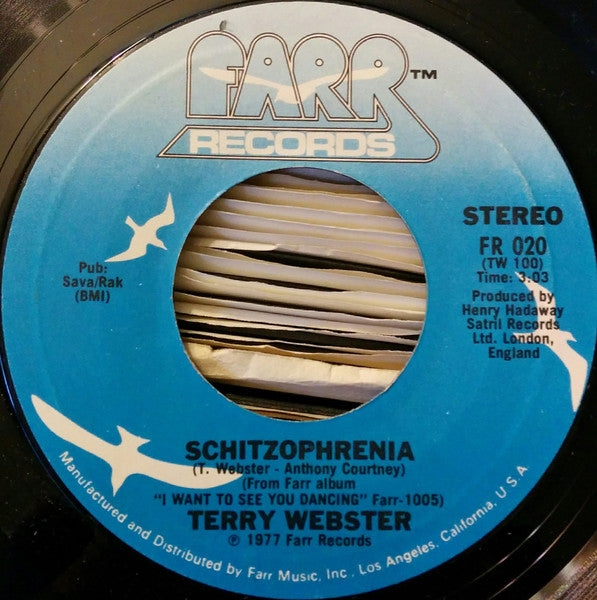 FARR™
RECORDS
STEREO
FR 020
(TW 100)
Time: 3:03
Produced by
Henry Hadaway
Satril Records
Ltd. London,
England
Pub:
Sava/Rak
(BMI)
SCHITZOPHRENIA
(T. Webster - Anthony Courtney)
(From Farr album
"I WANT TO SEE YOU DANCING" Farr-1005)
TERRY WEBSTER
℗ 1977 Farr Records
Manufactured and Distributed by Farr Music, Inc. Los Angeles, California, U.S.A.